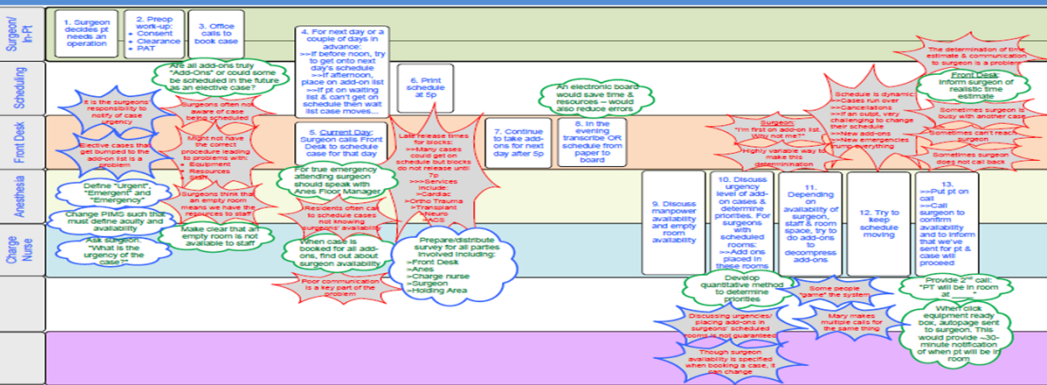 Surgeon/
In-Pt
Scheduling
Front Desk
Anesthesia
Charge
Nurse
1. Surgeon
decides pt
needs an
operation
2. Preop
work-up:
• Consent
• Clearance
• PAT
3. Office
calls to
book case
4. For next day or a
couple of days in
advance:
>>If before noon, try
to get onto next
day's schedule
>>If afternoon,
place on add-on list
>>If pt on waiting
list & can't get on
schedule then wait
list case moves...
5. Current Day:
Surgeon calls Front
Desk to schedule
case for that day
6. Print
schedule
at 5p
7. Continue
to take add-
ons for next
day after 5p
8. In the
evening
transcribe OR
schedule from
paper to
board
9. Discuss
manpower
availability
and empty
room
availability
10. Discuss
urgency
level of add-
on cases &
determine
priorities. For
surgeons
with
scheduled
rooms:
>>Add ons
placed in
these rooms
11.
Depending
on
availability of
surgeon,
staff & room
space, try to
do add-ons
to
decompress
add-ons
12. Try to
keep
schedule
moving
13.
>>Put pt on
call
>>Call
surgeon to
confirm
availability
and to inform
that we've
sent for pt &
case will
proceed
Are all add-ons truly
"Add-Ons" or could some
be scheduled in the future
as an elective case?
It is the surgeons'
responsibility to
notify of case
urgency
Elective cases that
get bumped to the
add-on list is a
problem
Surgeons often not
aware of case
being scheduled
Might not have
the correct
procedure leading
to problems with:
• Equipment
• Resources
Surgeons think that
an empty room
means we have the
resources to staff
Define "Urgent",
"Emergent" and
"Emergency"
Change PIMS such that
must define acuity and
availability
Ask surgeon:
"What is the
urgency of the
case?"
Make clear that an
empty room is not
available to staff
For true emergency
attending surgeon
should speak with
Anes Floor Manager
Residents often call
to schedule cases
not knowing
surgeons' availability
When case is
booked for all add-
ons, find out about
surgeon availability
Poor communication
is a key part of the
problem
Late release times
for blocks:
>>Many cases
could get on
schedule but blocks
do not release until
7p
>>>Services
include:
>Cardiac
>Ortho Trauma
>Transplant
>Neuro
Prepare/distribute
survey for all parties
involved including:
>Front Desk
>Anes
>Charge nurse
>Surgeon
>Holding Area
An electronic board
would save time &
resources – would
also reduce errors
Surgeon:
"I'm first on add-on list.
Why not me?"
Highly variable way to
make this
determination
Schedule is dynamic:
>>Cases run over
>>Cancellations
>>If an outpt, very
challenging to change
their schedule
>>New add-ons
>>New emergencies
bump everything
The determination of time
estimate & communication
to surgeon is a problem
Front Desk:
Inform surgeon of
realistic time
estimate
Sometimes surgeon is
busy with another case
Sometimes can't reach
surgeon
Sometimes surgeon
does not call back
Develop
quantitative method
to determine
priorities
Some people
"game" the system
Discussing urgencies/
placing add-ons in
surgeons' scheduled
rooms is not guaranteed
Mary makes
multiple calls for
the same thing
Though surgeon
availability is specified
when booking a case, it
can change
Provide 2nd call:
"PT will be in room
at ____"
When click
equipment ready
box, autopage sent
to surgeon. This
would provide ~30-
minute notification
of when pt will be in
room